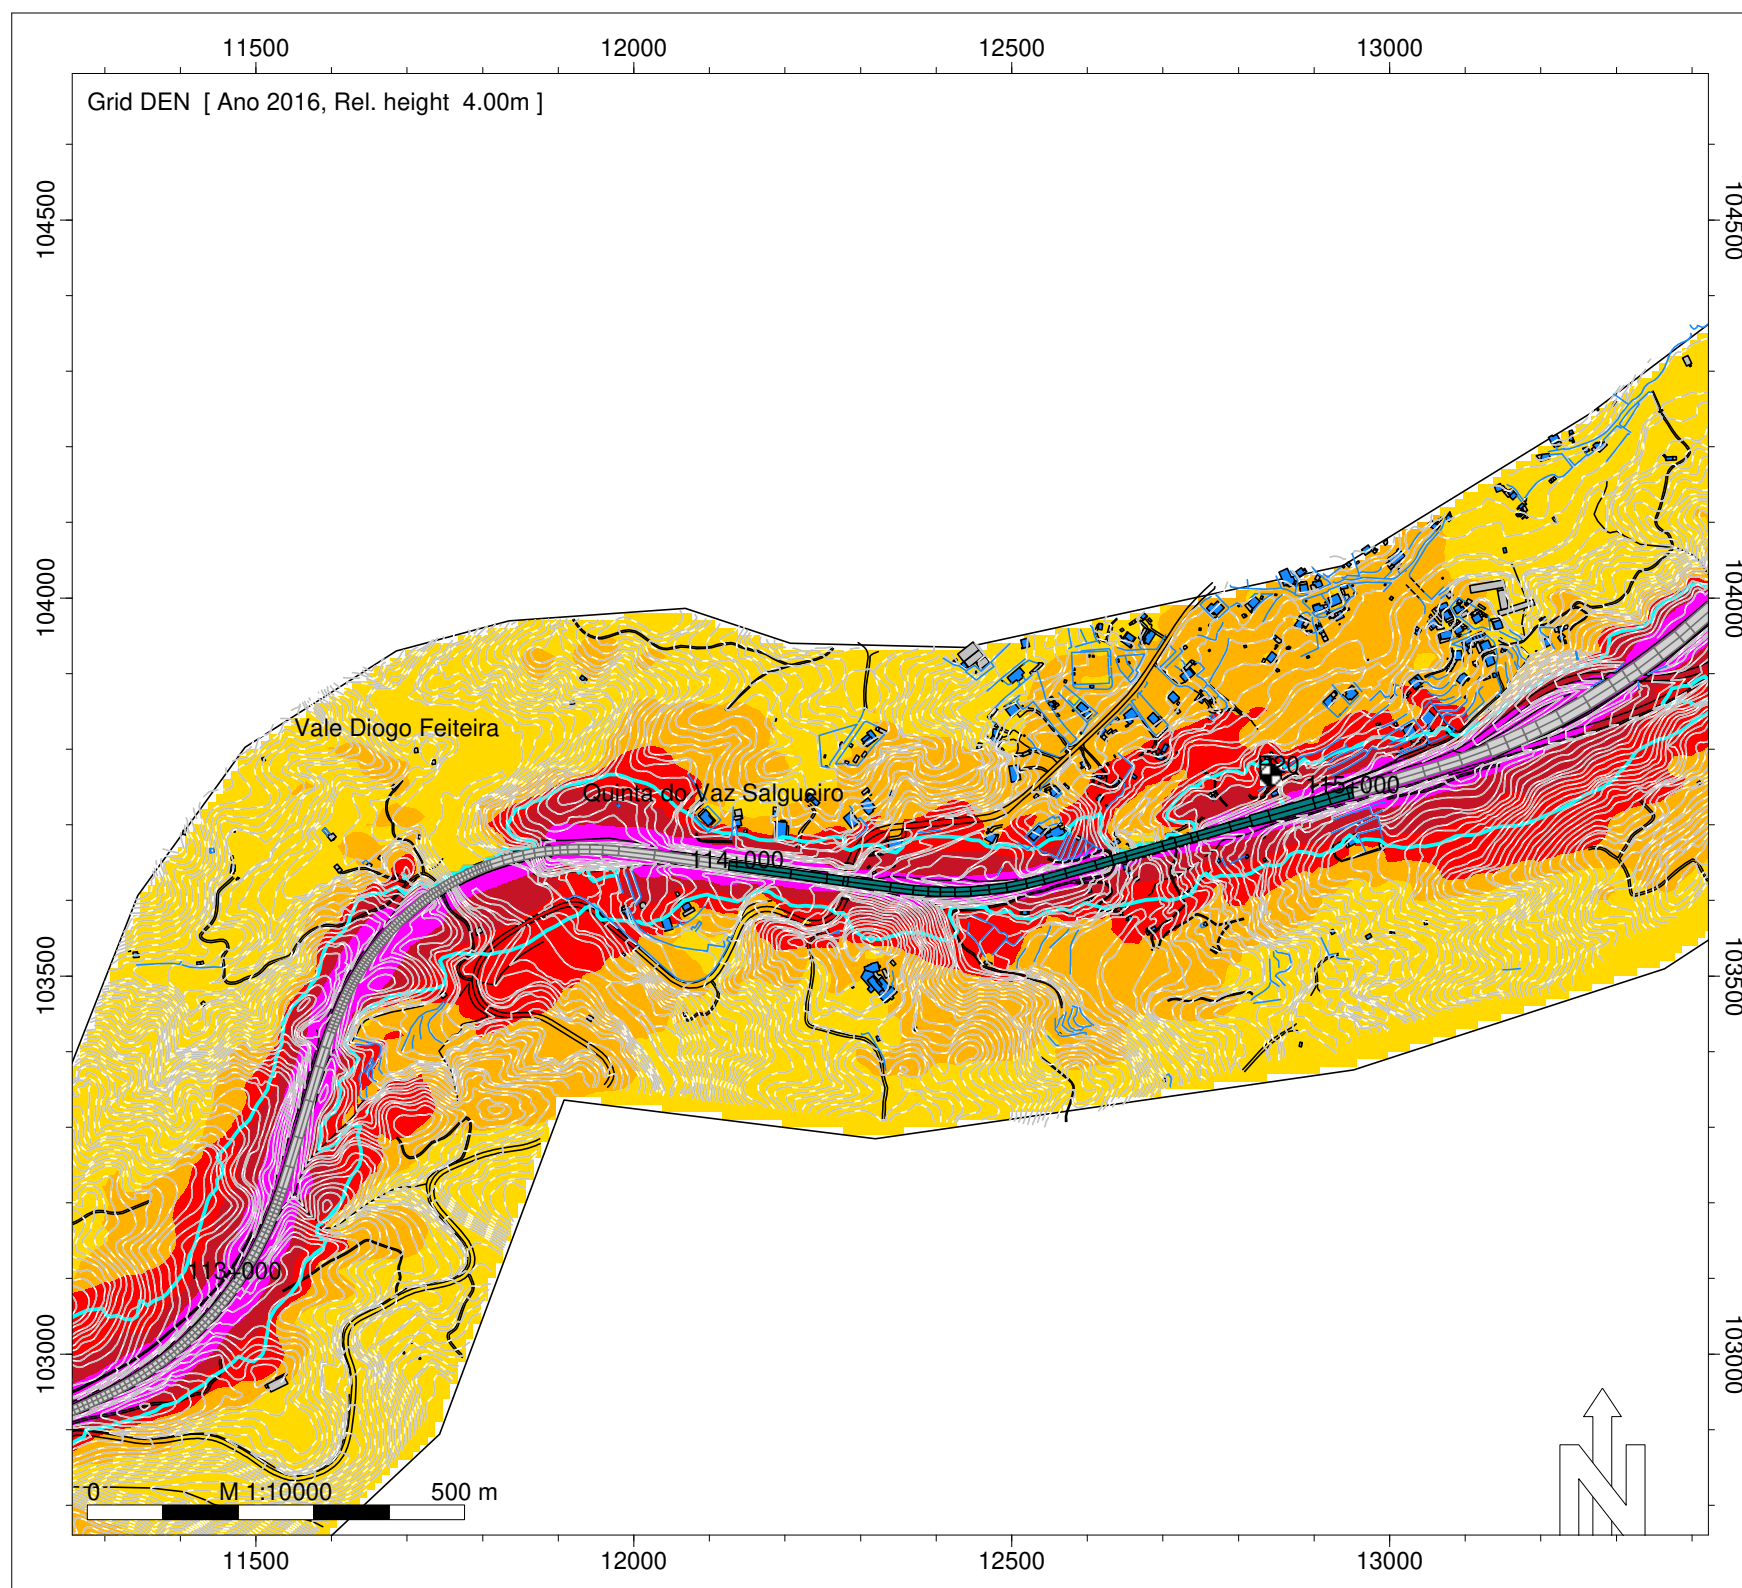 11500 12000 12500 13000
Grid DEN [ Ano 2016, Rel. height 4.00m ]
104500 104500
104000 104000
Vale Diogo Feiteira
Quinta do Vaz Salgueiro
115+000
114+000
103500 103500
113+000
103000 103000
0 M 1:10000 500 m
N
11500 12000 12500 13000